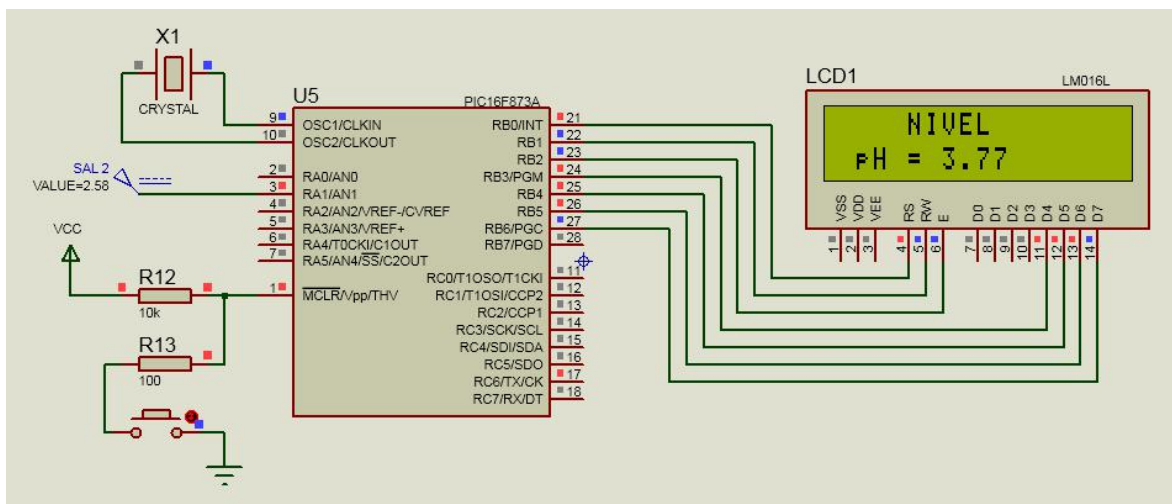 X1
CRYSTAL
SAL 2
VALUE=2.58
VCC
R12
10k
R13
100
U5
PIC16F873A
9 OSC1/CLKIN
10 OSC2/CLKOUT
2 RA0/AN0
3 RA1/AN1
4 RA2/AN2/VREF-/CVREF
5 RA3/AN3/VREF+
6 RA4/T0CKI/C1OUT
7 RA5/AN4/SS/C2OUT
1 MCLR/Vpp/THV
RB0/INT 21
RB1 22
RB2 23
RB3/PGM 24
RB4 25
RB5 26
RB6/PGC 27
RB7/PGD 28
RC0/T1OSO/T1CKI 11
RC1/T1OSI/CCP2 12
RC2/CCP1 13
RC3/SCK/SCL 14
RC4/SDI/SDA 15
RC5/SDO 16
RC6/TX/CK 17
RC7/RX/DT 18
LCD1
LM016L
NIVEL
pH = 3.77
VSS VDD VEE RS RW E D0 D1 D2 D3 D4 D5 D6 D7
1 2 3 4 5 6 7 8 9 10 11 12 13 14